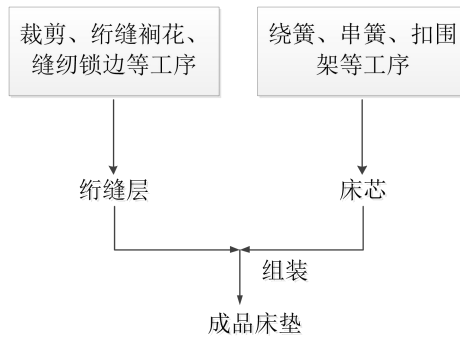 裁剪、绗缝裥花、
缝纫锁边等工序
绕簧、串簧、扣围
架等工序
绗缝层
床芯
组装
成品床垫